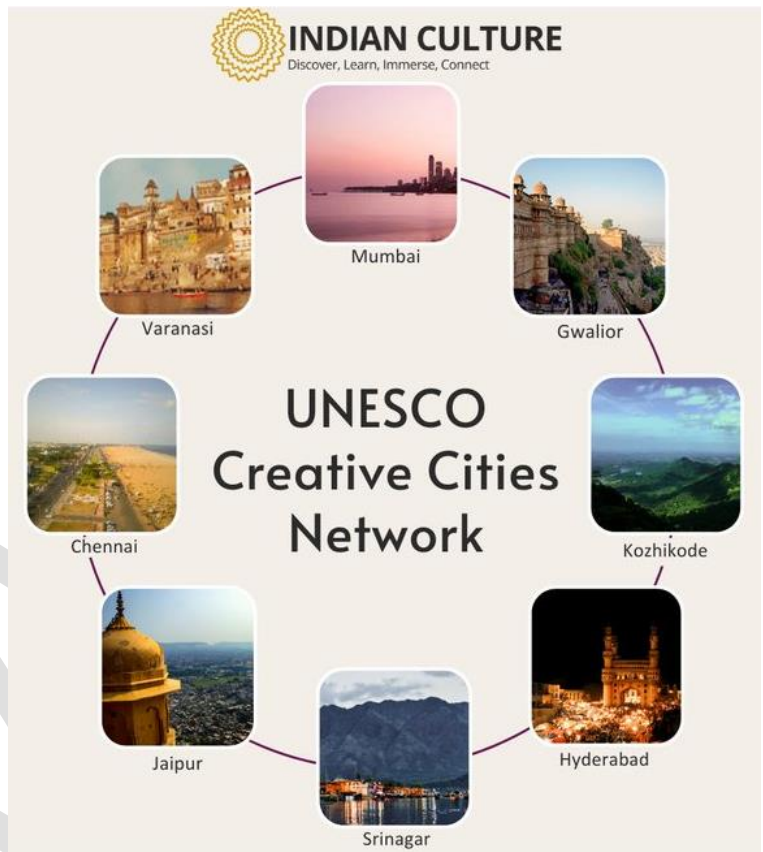 INDIAN CULTURE
Discover, Learn, Immerse, Connect
Mumbai
Varanasi
Gwalior
UNESCO
Creative Cities
Network
Chennai
Kozhikode
Jaipur
Hyderabad
Srinagar